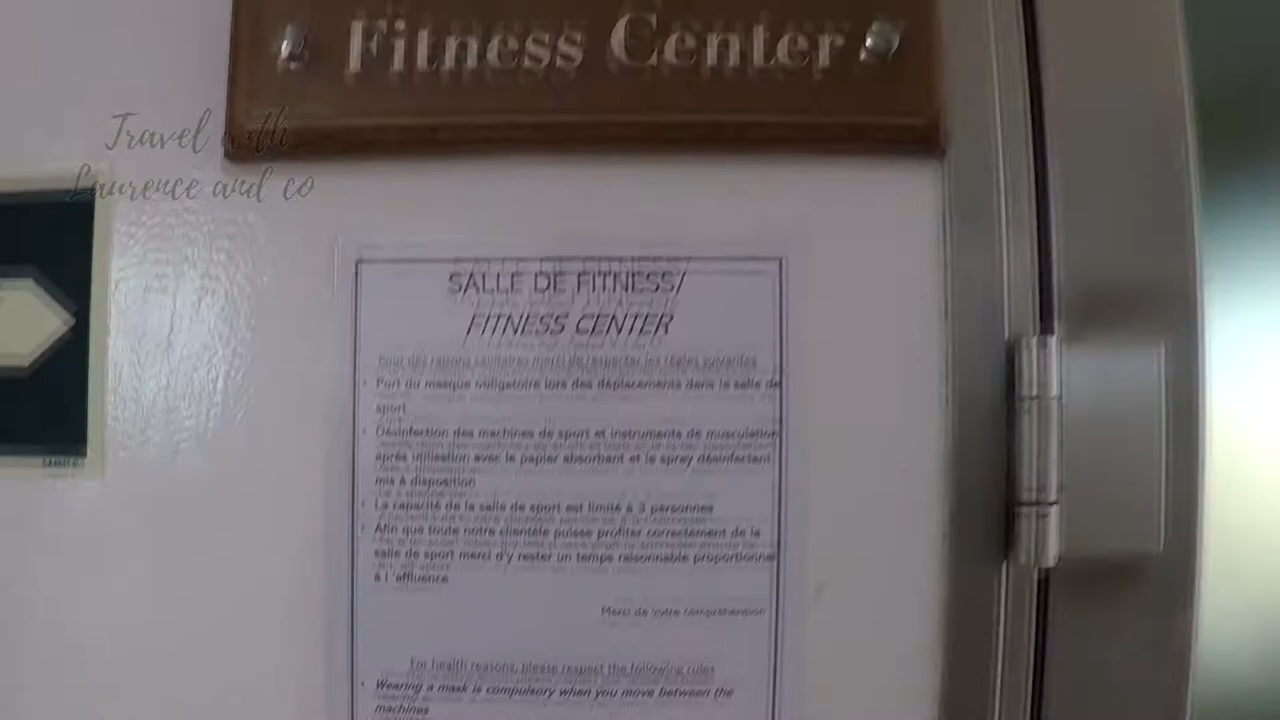 Fitness Center
Travel with
Laurence and co
SALLE DE FITNESS/
FITNESS CENTER
Pour des raisons sanitaires merci de respecter les règles suivantes
Port du masque obligatoire lors des déplacements dans la salle de
sport
Désinfection des machines de sport et instruments de musculation
après utilisation avec le papier absorbant et le spray désinfectant
mis à disposition
La capacité de la salle de sport est limité à 3 personnes
Afin que toute notre clientèle puisse profiter correctement de la
salle de sport merci d'y rester un temps raisonnable proportionnel
à l 'affluence
Merci de votre compréhension
For health reasons, please respect the following rules
Wearing a mask is compulsory when you move between the
machines